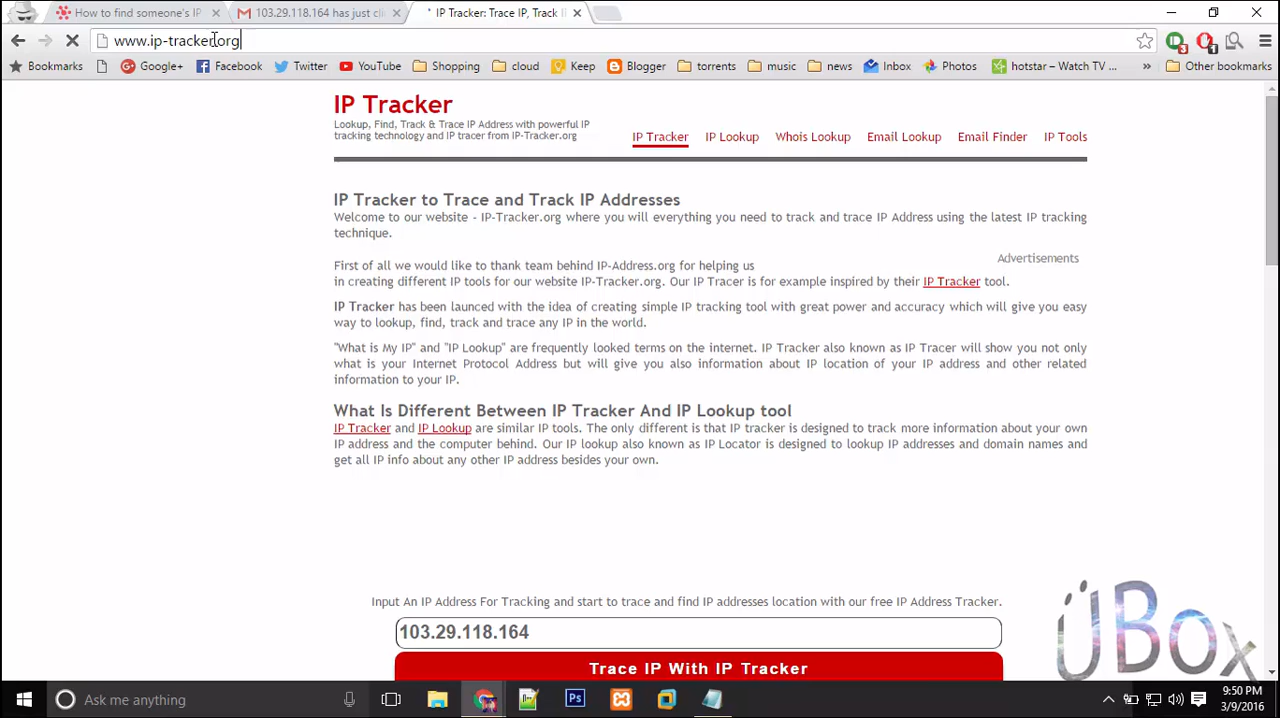 How to find someone's IP
103.29.118.164 has just cli
IP Tracker: Trace IP, Track I
www.ip-tracker.org
Bookmarks
Google+
Facebook
Twitter
YouTube
Shopping
cloud
Keep
Blogger
torrents
music
news
Inbox
Photos
hotstar – Watch TV ...
»
Other bookmarks
3
1
IP Tracker
Lookup, Find, Track & Trace IP Address with powerful IP
tracking technology and IP tracer from IP-Tracker.org
IP Tracker
IP Lookup
Whois Lookup
Email Lookup
Email Finder
IP Tools
IP Tracker to Trace and Track IP Addresses
Welcome to our website - IP-Tracker.org where you will everything you need to track and trace IP Address using the latest IP tracking
technique.
Advertisements
First of all we would like to thank team behind IP-Address.org for helping us
in creating different IP tools for our website IP-Tracker.org. Our IP Tracer is for example inspired by their IP Tracker tool.
IP Tracker has been launched with the idea of creating simple IP tracking tool with great power and accuracy which will give you easy
way to lookup, find, track and trace any IP in the world.
"What is My IP" and "IP Lookup" are frequently looked terms on the internet. IP Tracker also known as IP Tracer will show you not only
what is your Internet Protocol Address but will give you also information about IP location of your IP address and other related
information to your IP.
What Is Different Between IP Tracker And IP Lookup tool
IP Tracker and IP Lookup are similar IP tools. The only different is that IP tracker is designed to track more information about your own
IP address and the computer behind. Our IP lookup also known as IP Locator is designed to lookup IP addresses and domain names and
get all IP info about any other IP address besides your own.
Input An IP Address For Tracking and start to trace and find IP addresses location with our free IP Address Tracker.
103.29.118.164
Trace IP With IP Tracker
ÜBox
Ask me anything
Ps
9:50 PM
3/9/2016